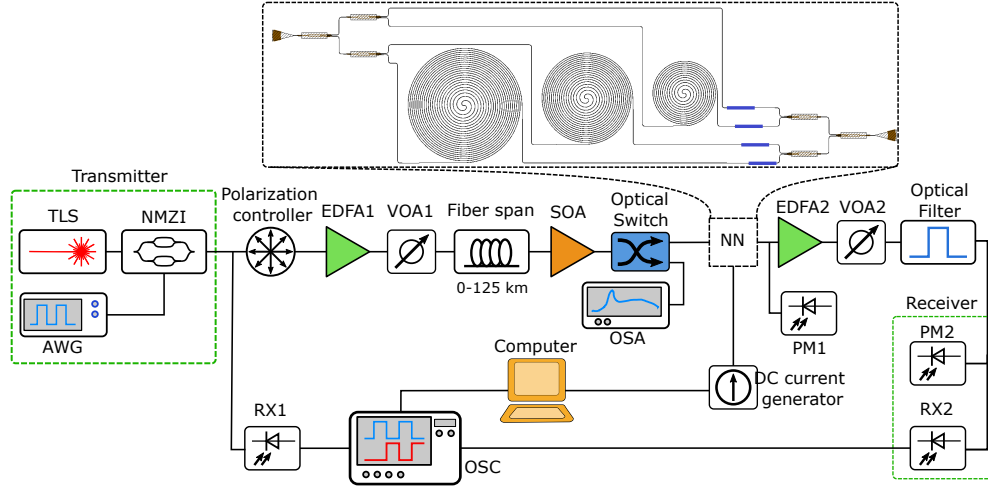 Transmitter
TLS
NMZI
AWG
Polarization
controller
EDFA1
VOA1
Fiber span
0-125 km
SOA
Optical
Switch
OSA
NN
EDFA2
VOA2
Optical
Filter
PM1
Receiver
PM2
RX2
Computer
DC current
generator
RX1
OSC